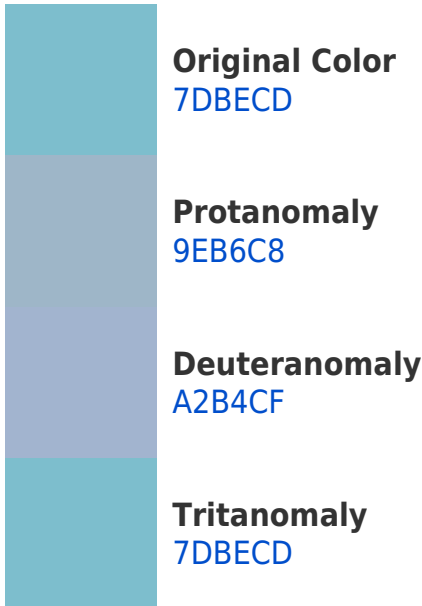 Original Color
7DBECD
Protanomaly
9EB6C8
Deuteranomaly
A2B4CF
Tritanomaly
7DBECD